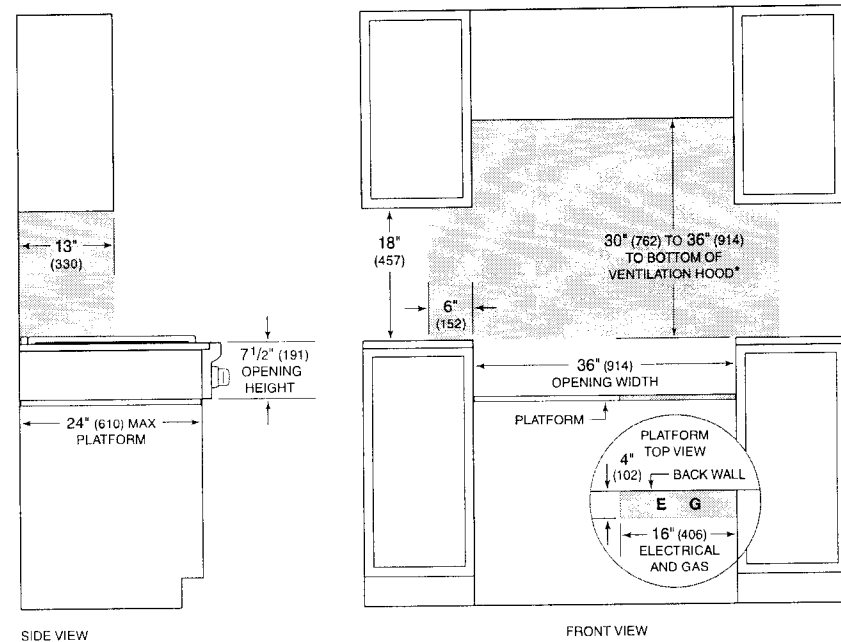 13"
(330)
7 1/2" (191)
OPENING
HEIGHT
24" (610) MAX
PLATFORM
SIDE VIEW
18"
(457)
6"
(152)
30" (762) TO 36" (914)
TO BOTTOM OF
VENTILATION HOOD*
36" (914)
OPENING WIDTH
PLATFORM
PLATFORM
TOP VIEW
4"
(102)
BACK WALL
E G
16" (406)
ELECTRICAL
AND GAS
FRONT VIEW